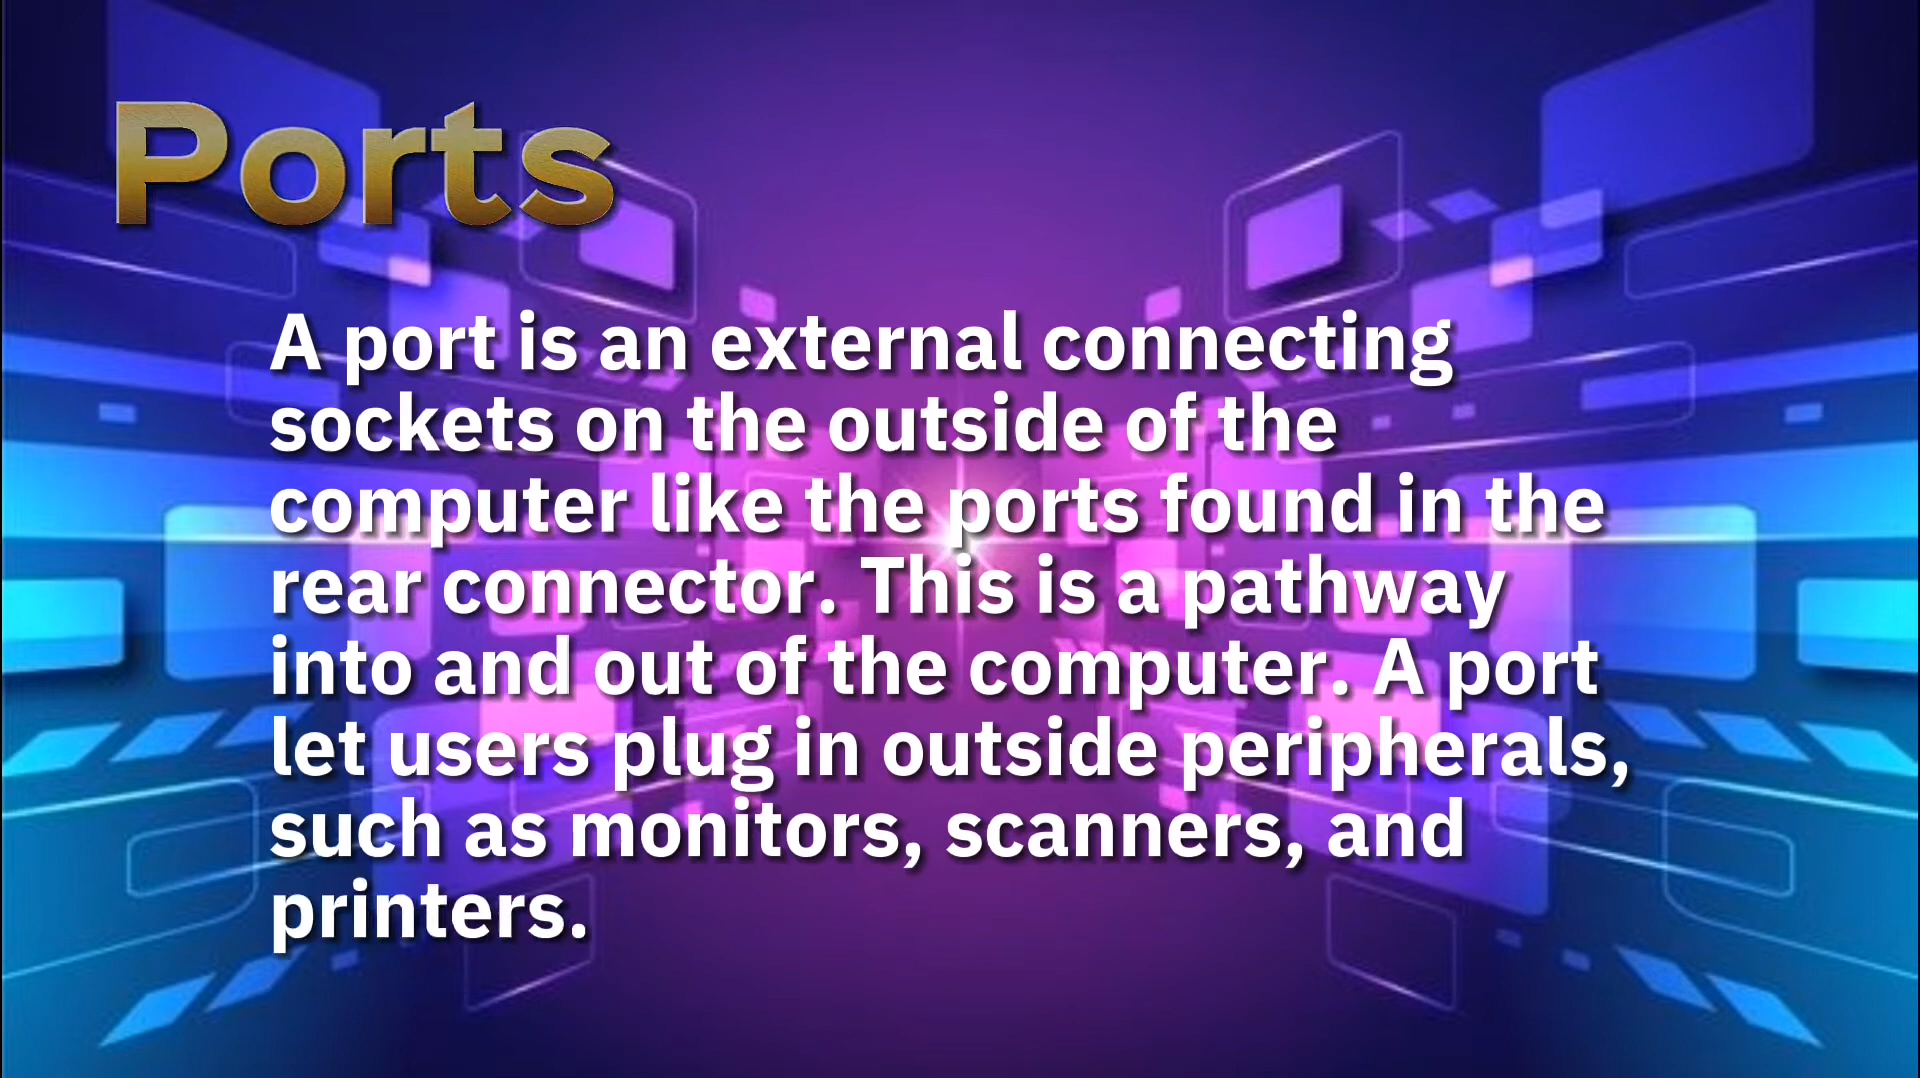 Ports
A port is an external connecting
sockets on the outside of the
computer like the ports found in the
rear connector. This is a pathway
into and out of the computer. A port
let users plug in outside peripherals,
such as monitors, scanners, and
printers.